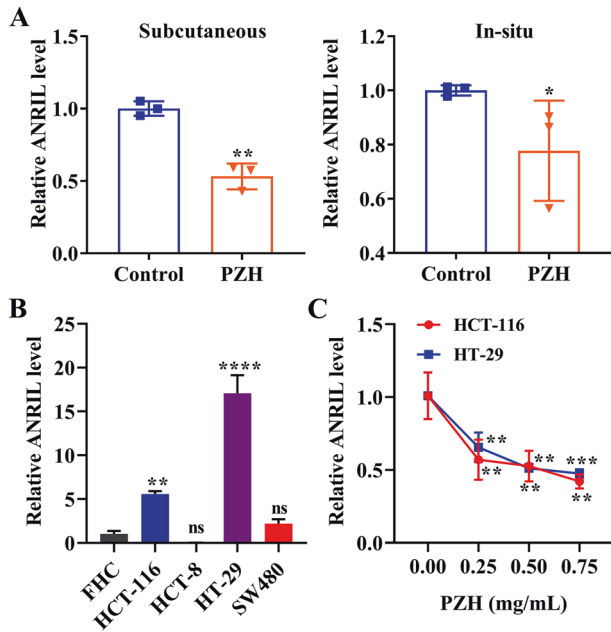 A
Subcutaneous
Relative ANRIL level
1.5
1.0
0.5
0.0
**
Control
PZH
In-situ
Relative ANRIL level
1.0
0.8
0.6
0.4
*
Control
PZH
B
Relative ANRIL level
25
20
15
10
5
0
**
ns
****
ns
FHC
HCT-116
HCT-8
HT-29
SW480
C
Relative ANRIL level
1.5
1.0
0.5
0.0
HCT-116
HT-29
**
**
**
**
***
**
0.00
0.25
0.50
0.75
PZH (mg/mL)